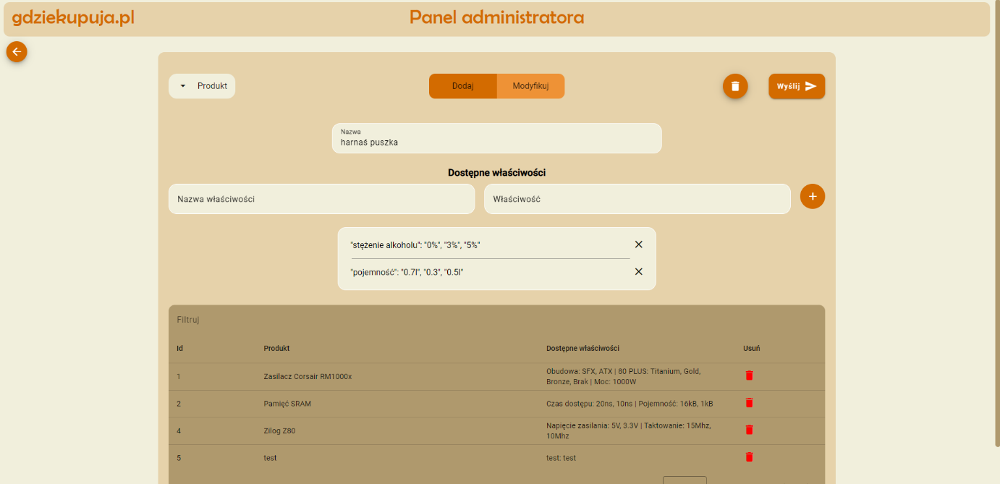 gdziekupuja.pl
Panel administratora
Produkt
Dodaj
Modyfikuj
Wyślij
Nazwa
harnaś puszka
Dostępne właściwości
Nazwa właściwości
Właściwość
"stężenie alkoholu": "0%", "3%", "5%"
"pojemność": "0.7l", "0.3", "0.5l"
Filtruj
Id Produkt Dostępne właściwości Usuń
1 Zasilacz Corsair RM1000x Obudowa: SFX, ATX | 80 PLUS: Titanium, Gold,
Bronze, Brak | Moc: 1000W
2 Pamięć SRAM Czas dostępu: 20ns, 10ns | Pojemność: 16kB, 1kB
4 Zilog Z80 Napięcie zasilania: 5V, 3.3V | Taktowanie: 15Mhz,
10Mhz
5 test test: test